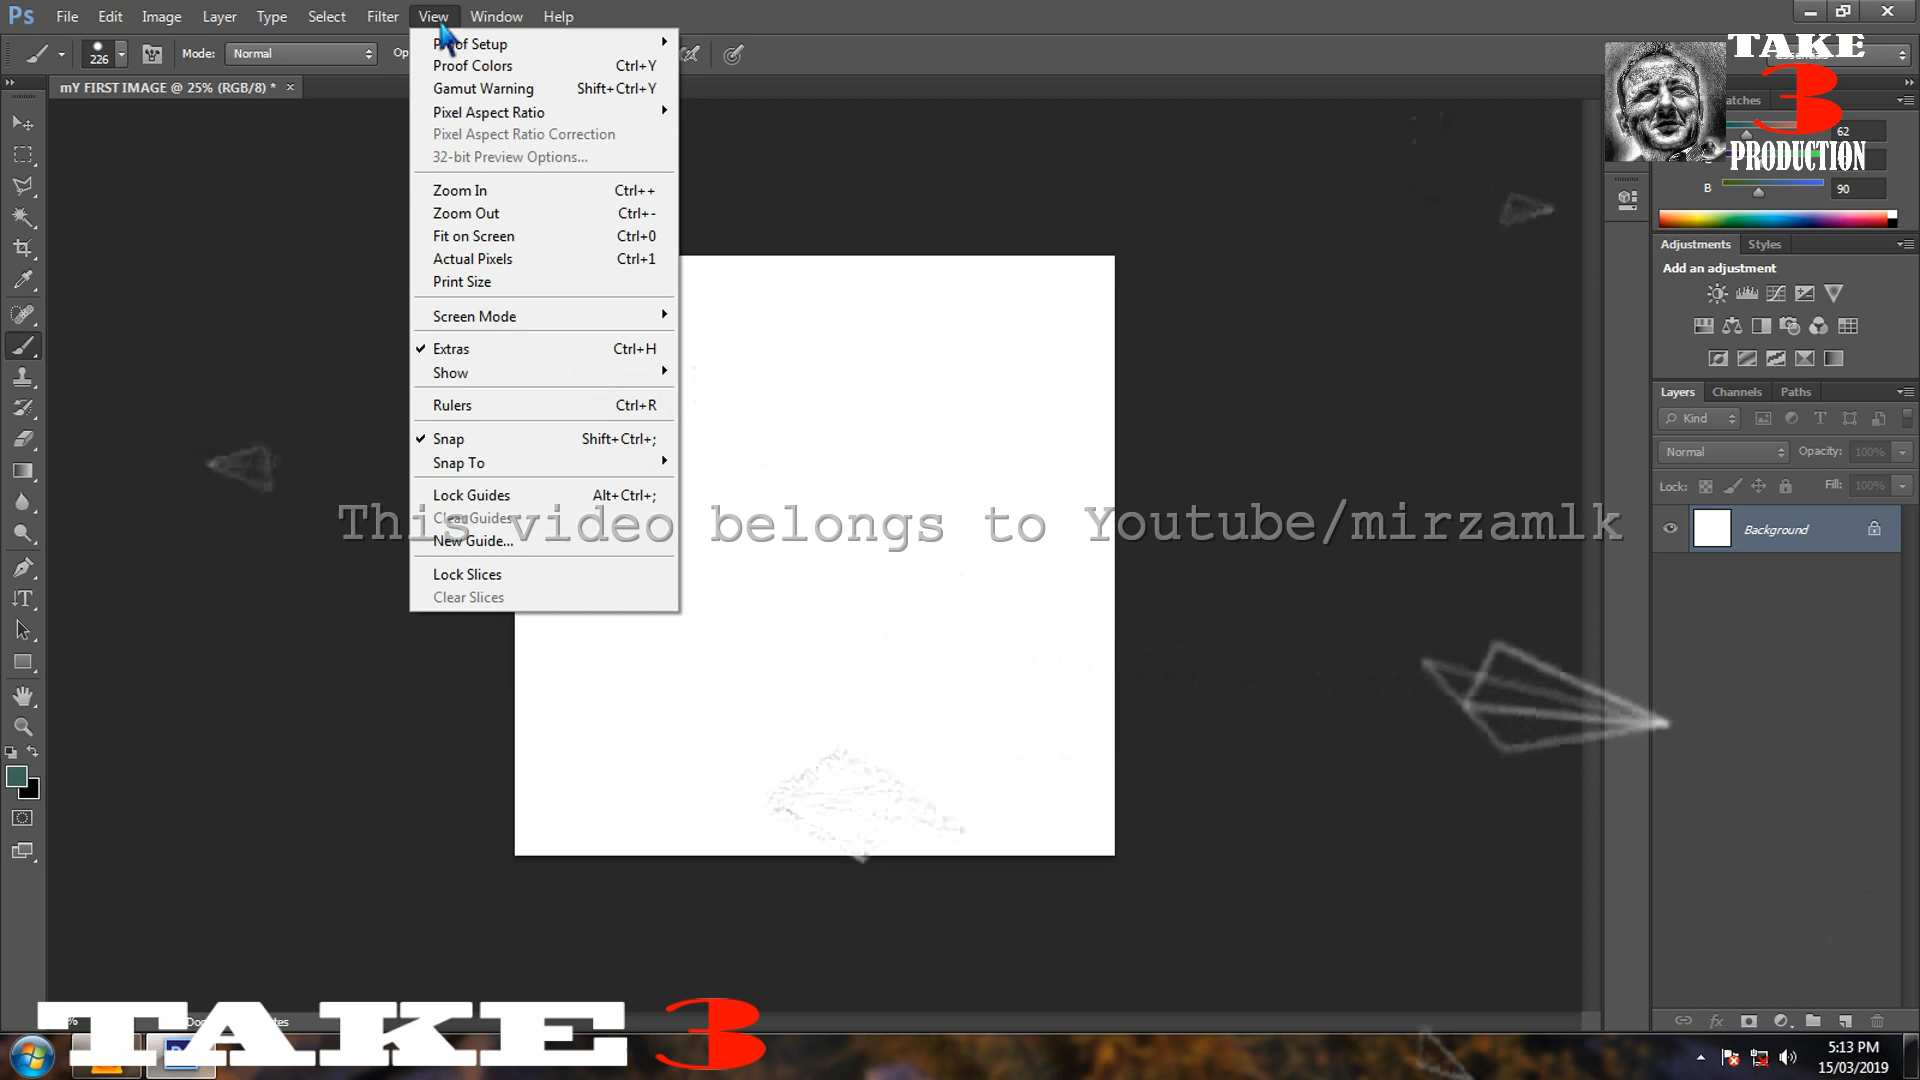 Ps File Edit Image Layer Type Select Filter View Window Help
226 Mode: Normal
mY FIRST IMAGE @ 25% (RGB/8) * ×
Proof Setup
Proof Colors Ctrl+Y
Gamut Warning Shift+Ctrl+Y
Pixel Aspect Ratio
Pixel Aspect Ratio Correction
32-bit Preview Options...
Zoom In Ctrl++
Zoom Out Ctrl+-
Fit on Screen Ctrl+0
Actual Pixels Ctrl+1
Print Size
Screen Mode
Extras Ctrl+H
Show
Rulers Ctrl+R
Snap Shift+Ctrl+;
Snap To
Lock Guides Alt+Ctrl+;
Clear Guides
New Guide...
Lock Slices
Clear Slices
This video belongs to Youtube/mirzamlk
TAKE
3
PRODUCTION
62
B 90
Adjustments Styles
Add an adjustment
Layers Channels Paths
Kind
Normal Opacity: 100%
Lock: Fill: 100%
Background
fx
TAKE 3
5:13 PM
15/03/2019